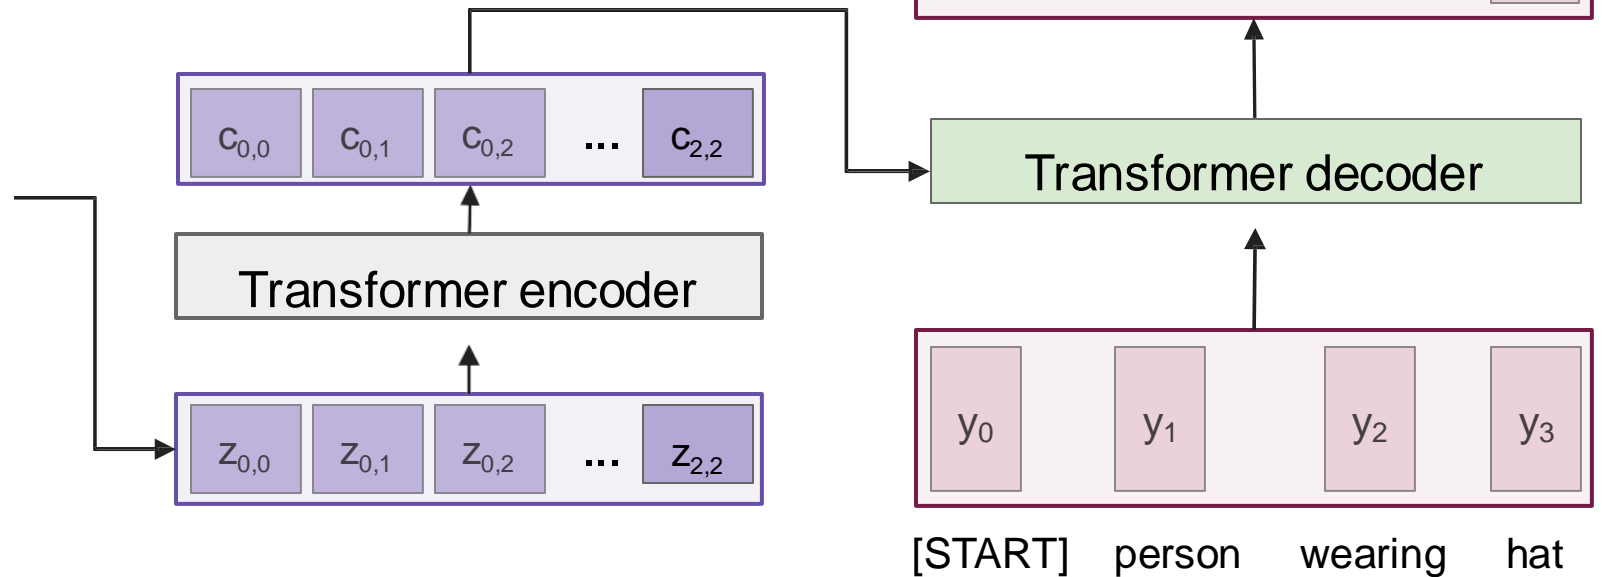 c0,0 c0,1 c0,2 ... c2,2
Transformer encoder
z0,0 z0,1 z0,2 ... z2,2
Transformer decoder
y0 y1 y2 y3
[START] person wearing hat